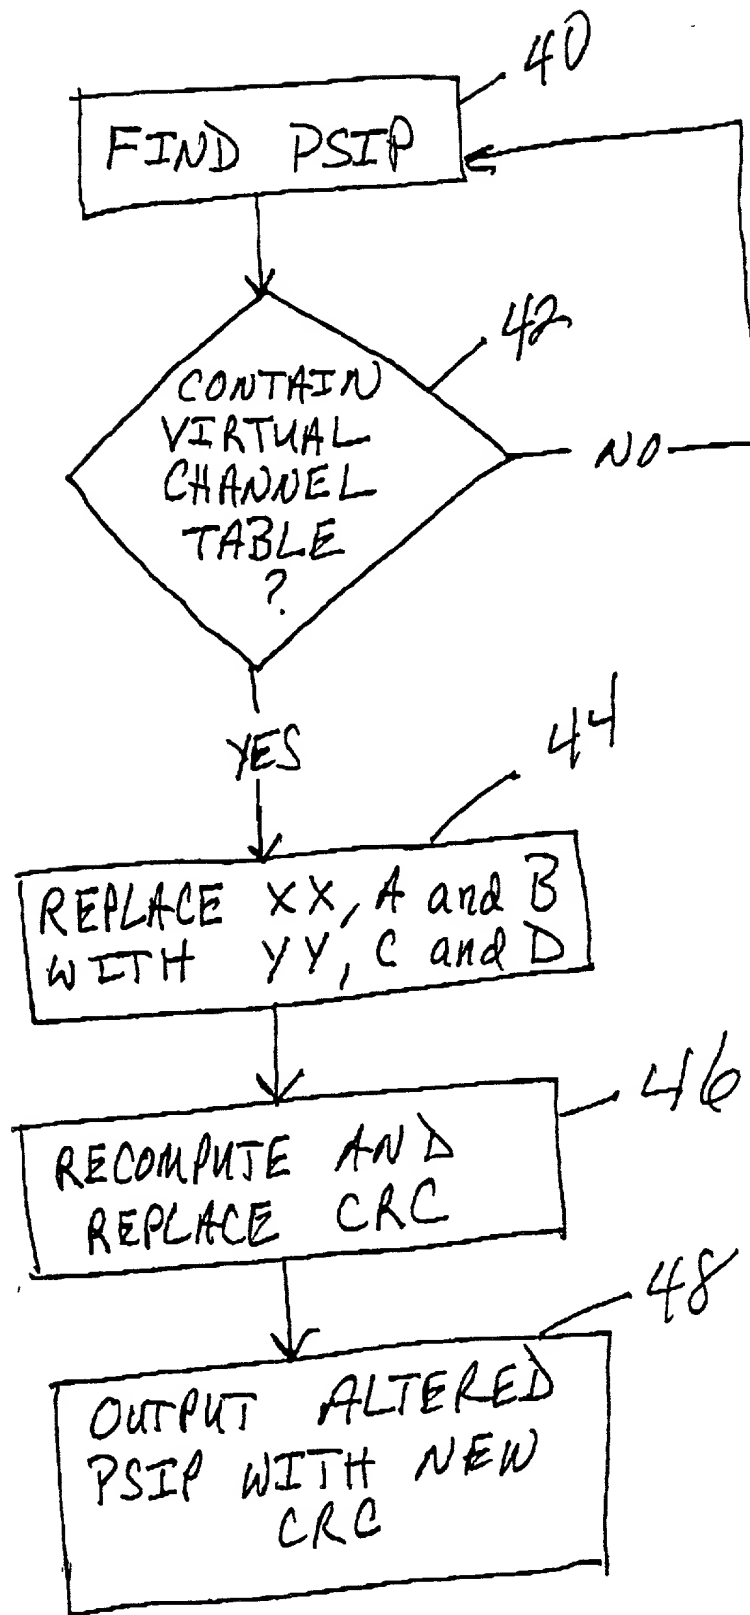 40
FIND PSIP
42
CONTAIN
VIRTUAL
CHANNEL
TABLE
?
NO
YES
44
REPLACE XX, A and B
WITH YY, C and D
46
RECOMPUTE AND
REPLACE CRC
48
OUTPUT ALTERED
PSIP WITH NEW
CRC